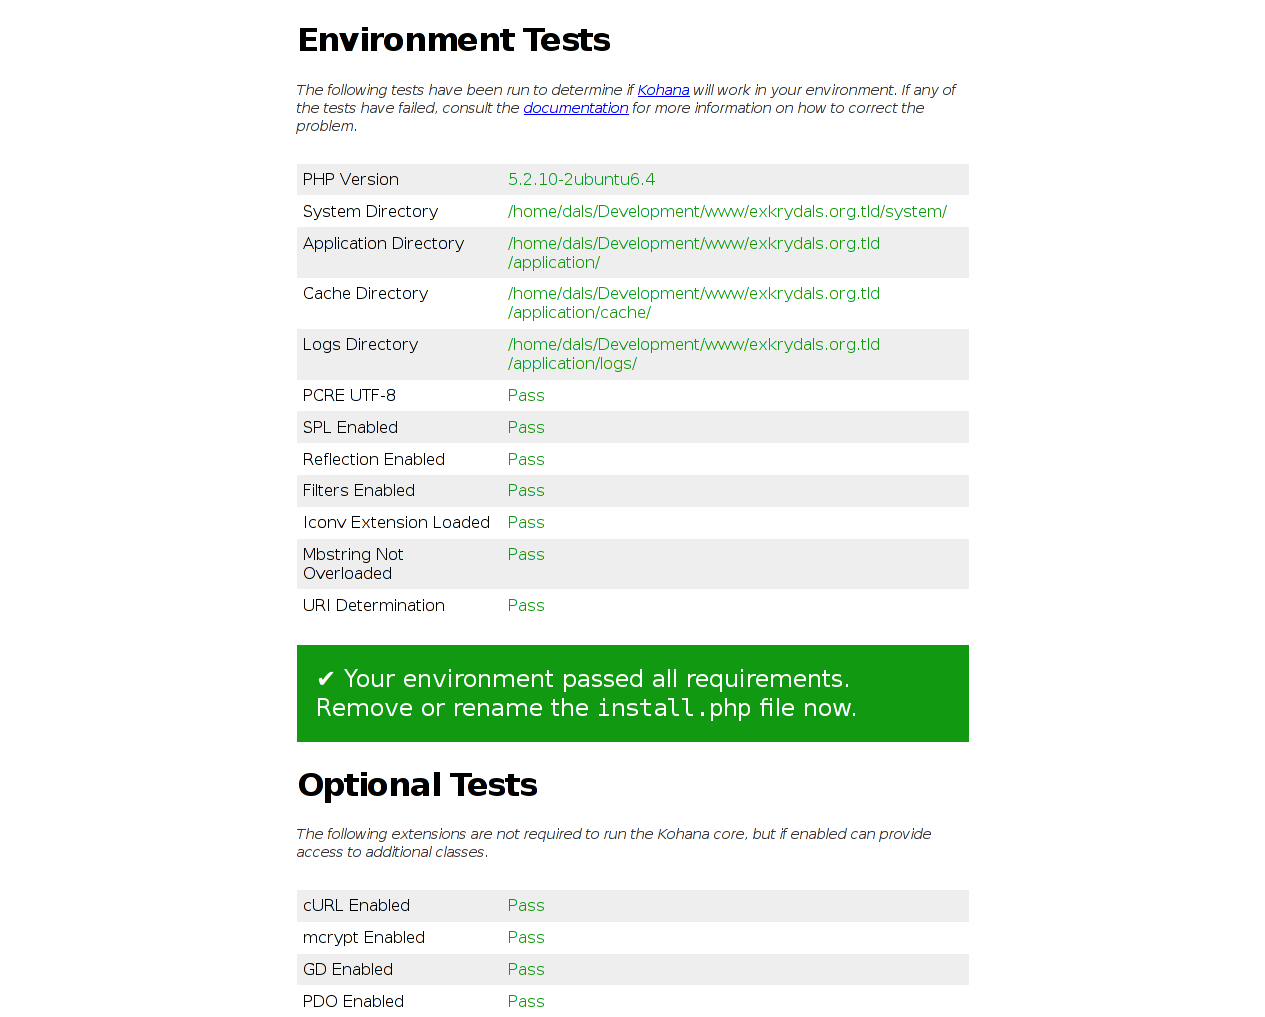 Environment Tests
The following tests have been run to determine if Kohana will work in your environment. If any of
the tests have failed, consult the documentation for more information on how to correct the
problem.
PHP Version 5.2.10-2ubuntu6.4
System Directory /home/dals/Development/www/exkrydals.org.tld/system/
Application Directory /home/dals/Development/www/exkrydals.org.tld
/application/
Cache Directory /home/dals/Development/www/exkrydals.org.tld
/application/cache/
Logs Directory /home/dals/Development/www/exkrydals.org.tld
/application/logs/
PCRE UTF-8 Pass
SPL Enabled Pass
Reflection Enabled Pass
Filters Enabled Pass
Iconv Extension Loaded Pass
Mbstring Not Pass
Overloaded
URI Determination Pass
✔ Your environment passed all requirements.
Remove or rename the install.php file now.
Optional Tests
The following extensions are not required to run the Kohana core, but if enabled can provide
access to additional classes.
cURL Enabled Pass
mcrypt Enabled Pass
GD Enabled Pass
PDO Enabled Pass